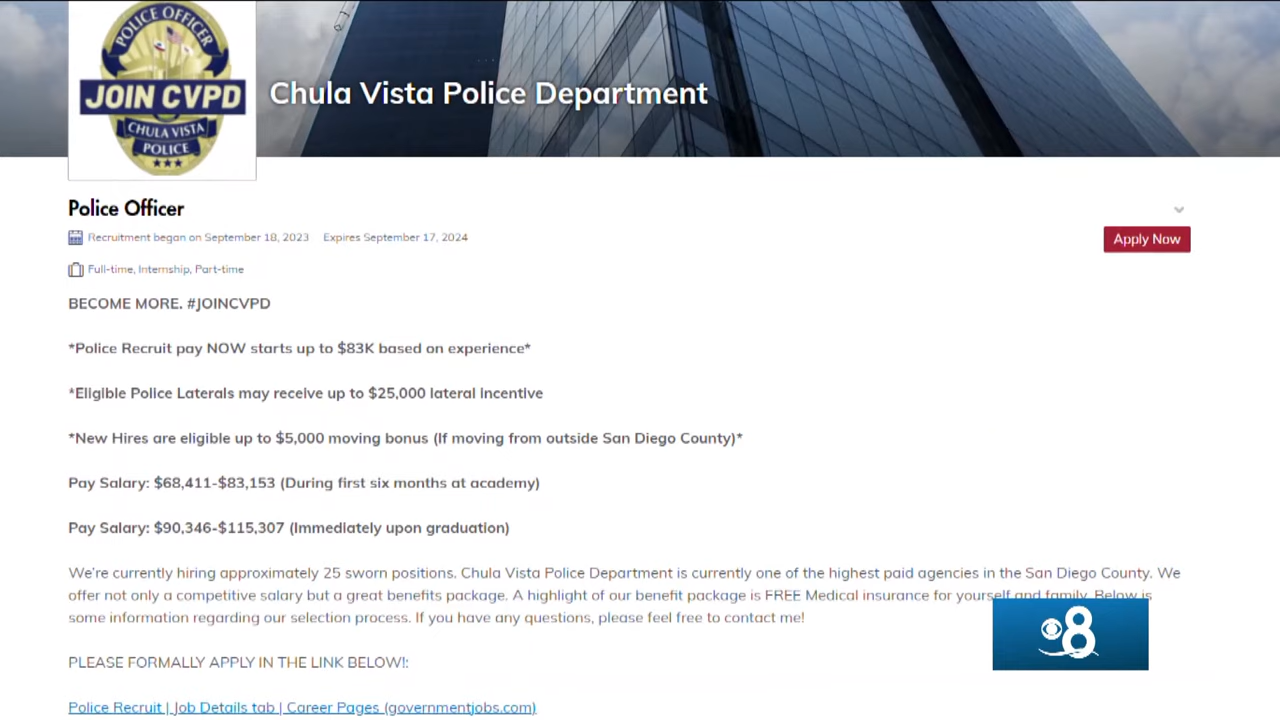 POLICE OFFICER
JOIN CVPD
CHULA VISTA
POLICE
Chula Vista Police Department
Police Officer
Recruitment began on September 18, 2023 Expires September 17, 2024
Apply Now
Full-time, Internship, Part-time
BECOME MORE. #JOINCVPD
*Police Recruit pay NOW starts up to $83K based on experience*
*Eligible Police Laterals may receive up to $25,000 lateral incentive
*New Hires are eligible up to $5,000 moving bonus (If moving from outside San Diego County)*
Pay Salary: $68,411-$83,153 (During first six months at academy)
Pay Salary: $90,346-$115,307 (Immediately upon graduation)
We're currently hiring approximately 25 sworn positions. Chula Vista Police Department is currently one of the highest paid agencies in the San Diego County. We
offer not only a competitive salary but a great benefits package. A highlight of our benefit package is FREE Medical insurance for yourself and family. Below is
some information regarding our selection process. If you have any questions, please feel free to contact me!
8
PLEASE FORMALLY APPLY IN THE LINK BELOW!:
Police Recruit | Job Details tab | Career Pages (governmentjobs.com)